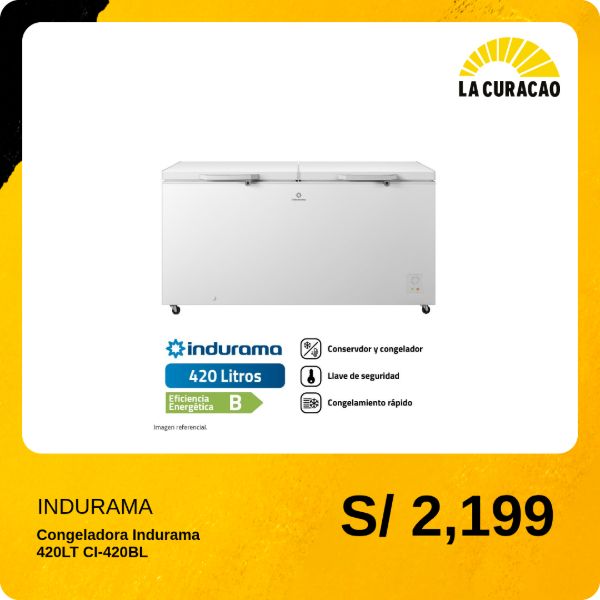 LA CURACAO
indurama
indurama
420 Litros
Eficiencia
Energética
B
Conservdor y congelador
Llave de seguridad
Congelamiento rápido
Imagen referencial.
INDURAMA
Congeladora Indurama
420LT CI-420BL
S/ 2,199